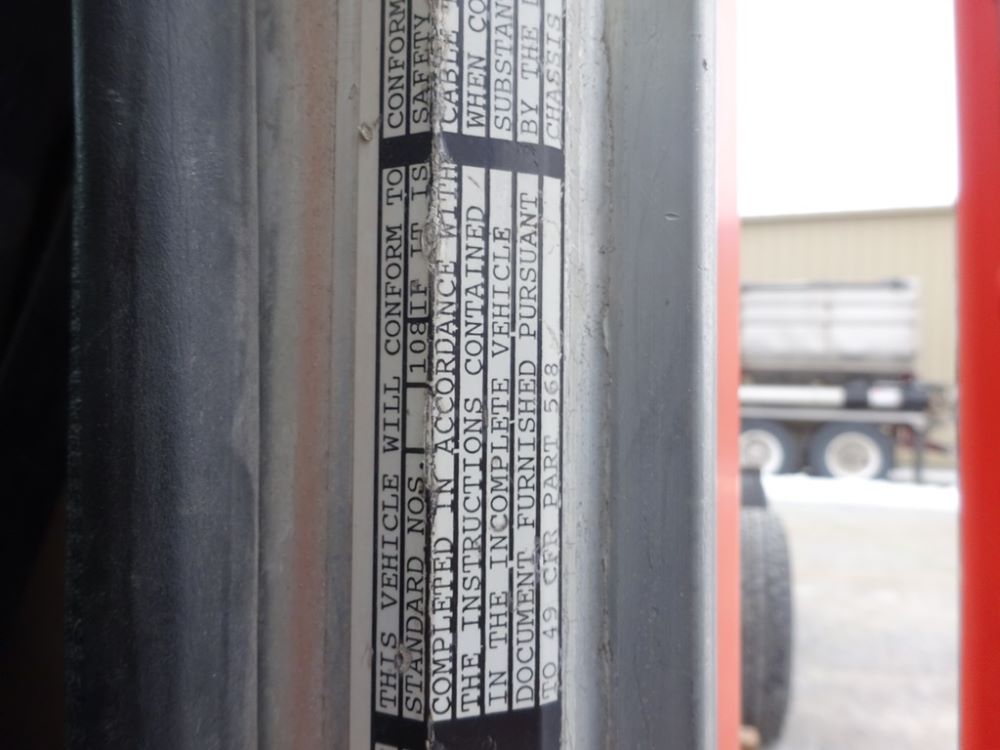 THIS VEHICLE WILL CONFORM TO
STANDARD NOS. 108 IF IT IS
COMPLETED IN ACCORDANCE WITH
THE INSTRUCTIONS CONTAINED
IN THE INCOMPLETE VEHICLE
DOCUMENT FURNISHED PURSUANT
TO 49 CFR PART 568
CONFORM
SAFETY
CABLE
WHEN CO
SUBSTAN
BY THE
CHASSIS